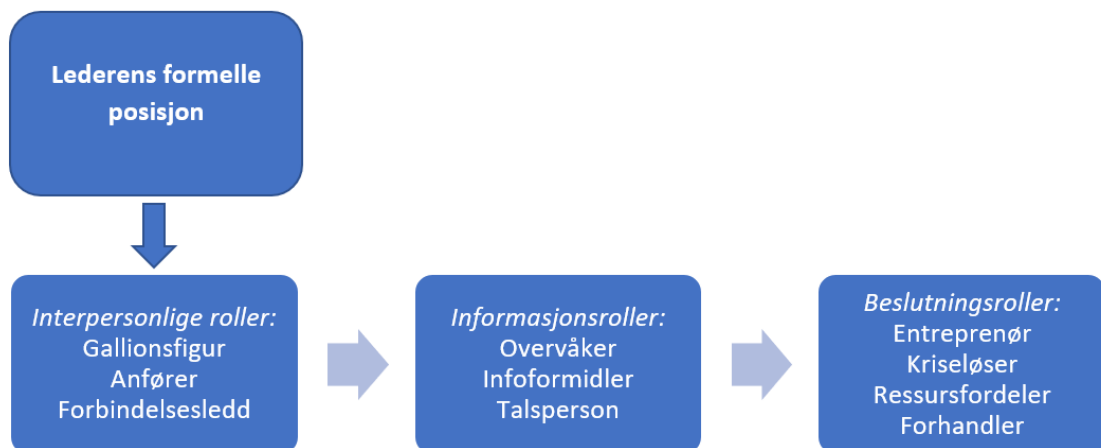 Lederens formelle
posisjon
Interpersonlige roller:
Gallionsfigur
Anfører
Forbindelsesledd
Informasjonsroller:
Overvåker
Infoformidler
Talsperson
Beslutningsroller:
Entreprenør
Kriseløser
Ressursfordeler
Forhandler